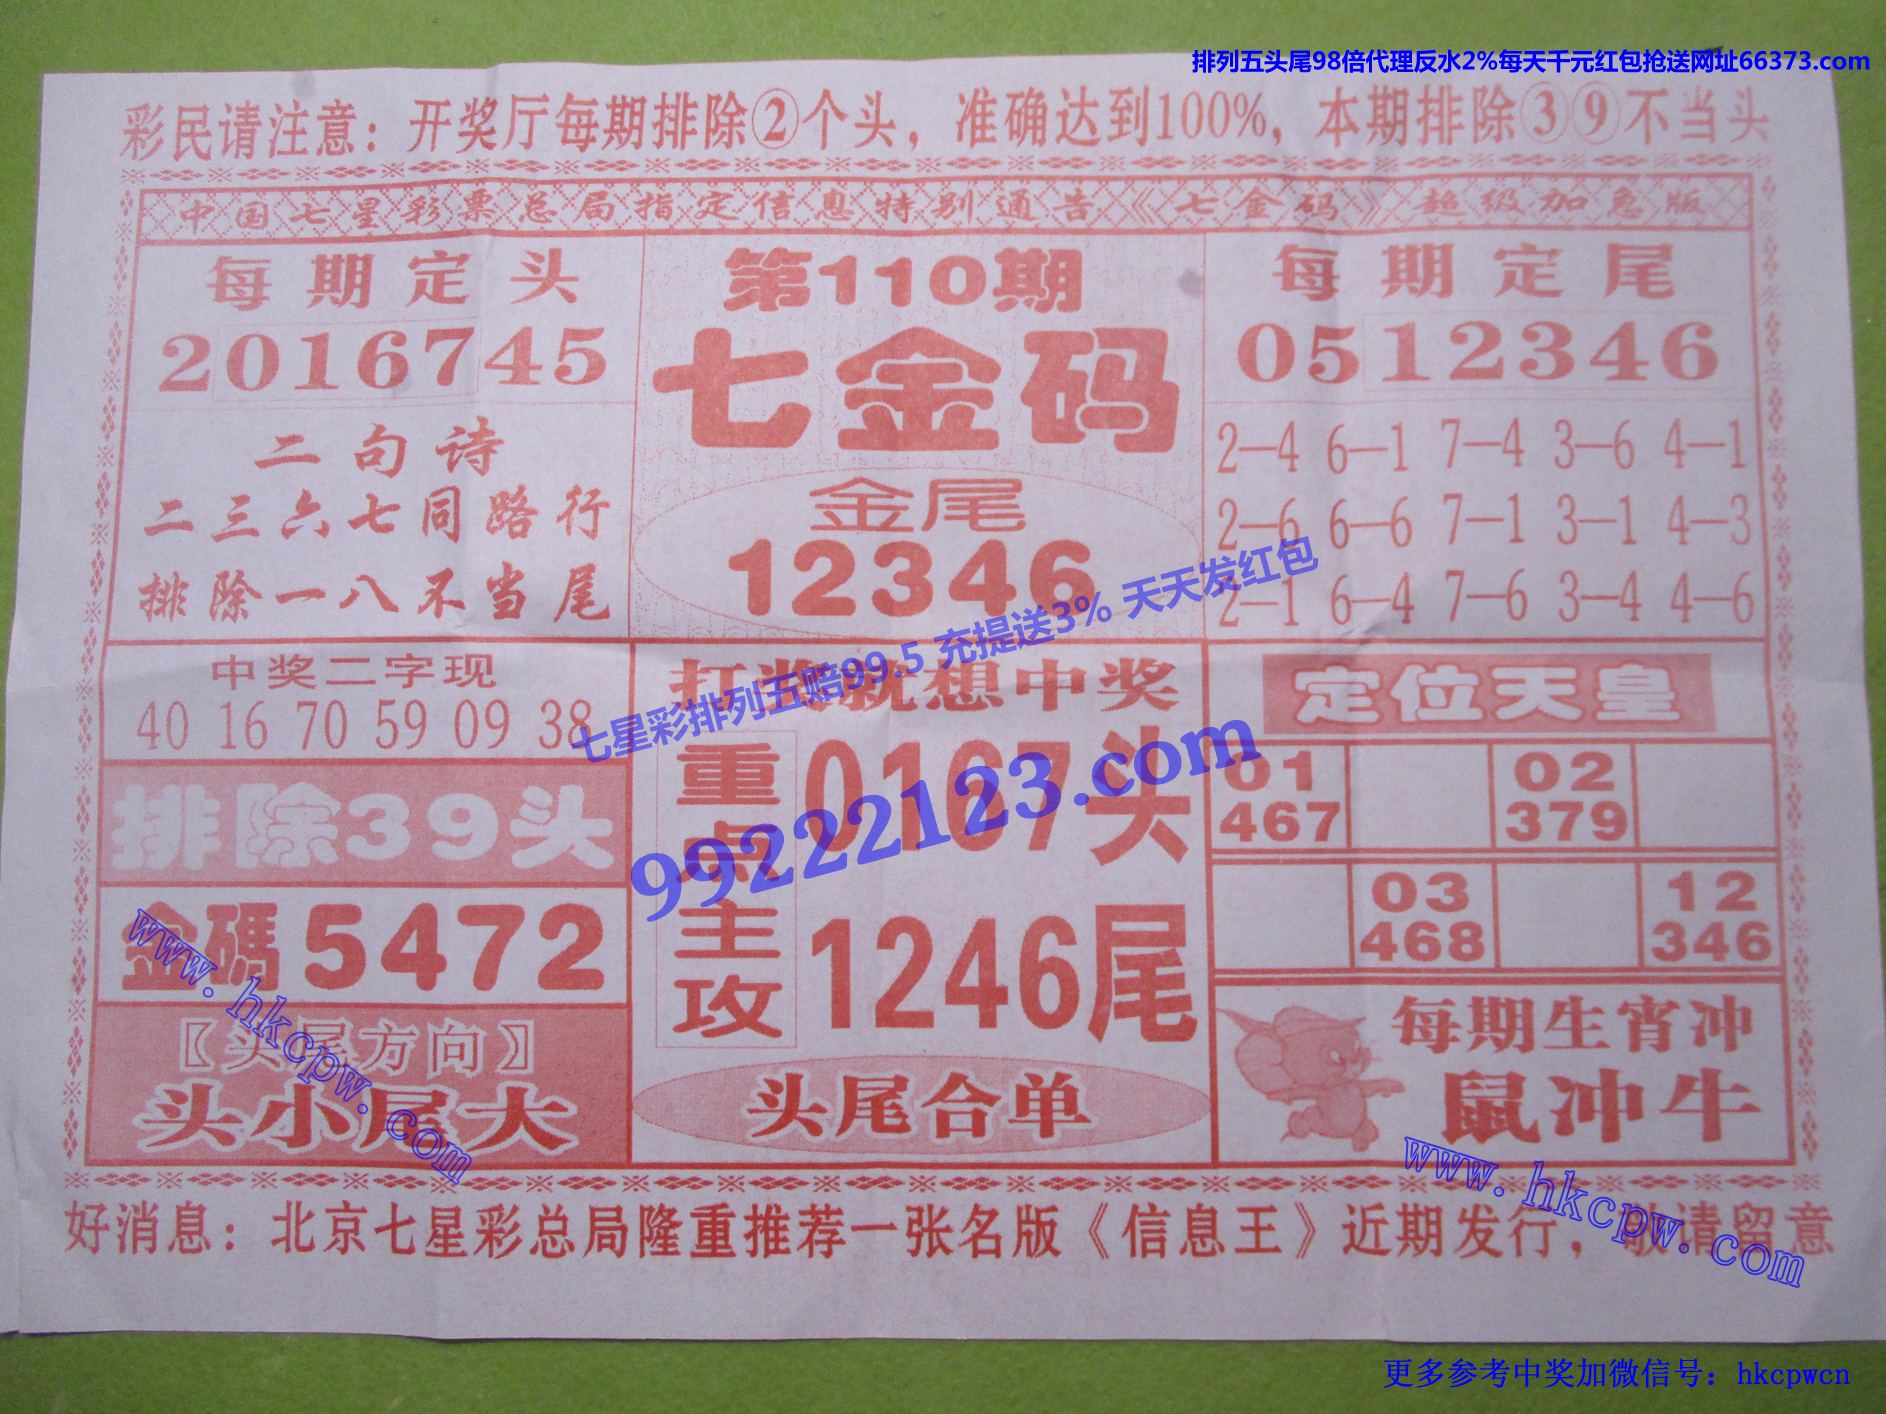 排列五头尾98倍代理反水2%每天千元红包抢送网址66373.com
彩民请注意：开奖厅每期排除②个头，准确达到100%，本期排除③⑨不当头
中国七星彩票总局指定信息特别通告《七金码》超级加急版
每期定头
2016745
二句诗
二三六七同路行
排除一八不当尾
第110期
七金码
金尾
12346
每期定尾
0512346
2—4 6—1 7—4 3—6 4—1
2—6 6—6 7—1 3—1 4—3
2—1 6—4 7—6 3—4 4—6
中奖二字现
40 16 70 59 09 38
排除39头
金碼5472
〖头尾方向〗
头小尾大
打奖就想中奖
重点主攻
0167头
1246尾
头尾合单
定位天皇
01 02
467 379
03 12
468 346
每期生肖冲
鼠冲牛
七星彩排列五赔99.5 充提送3% 天天发红包
99222123.com
www.hkcpw.com
www.hkcpw.com
好消息：北京七星彩总局隆重推荐一张名版《信息王》近期发行，敬请留意
更多参考中奖加微信号：hkcpwcn